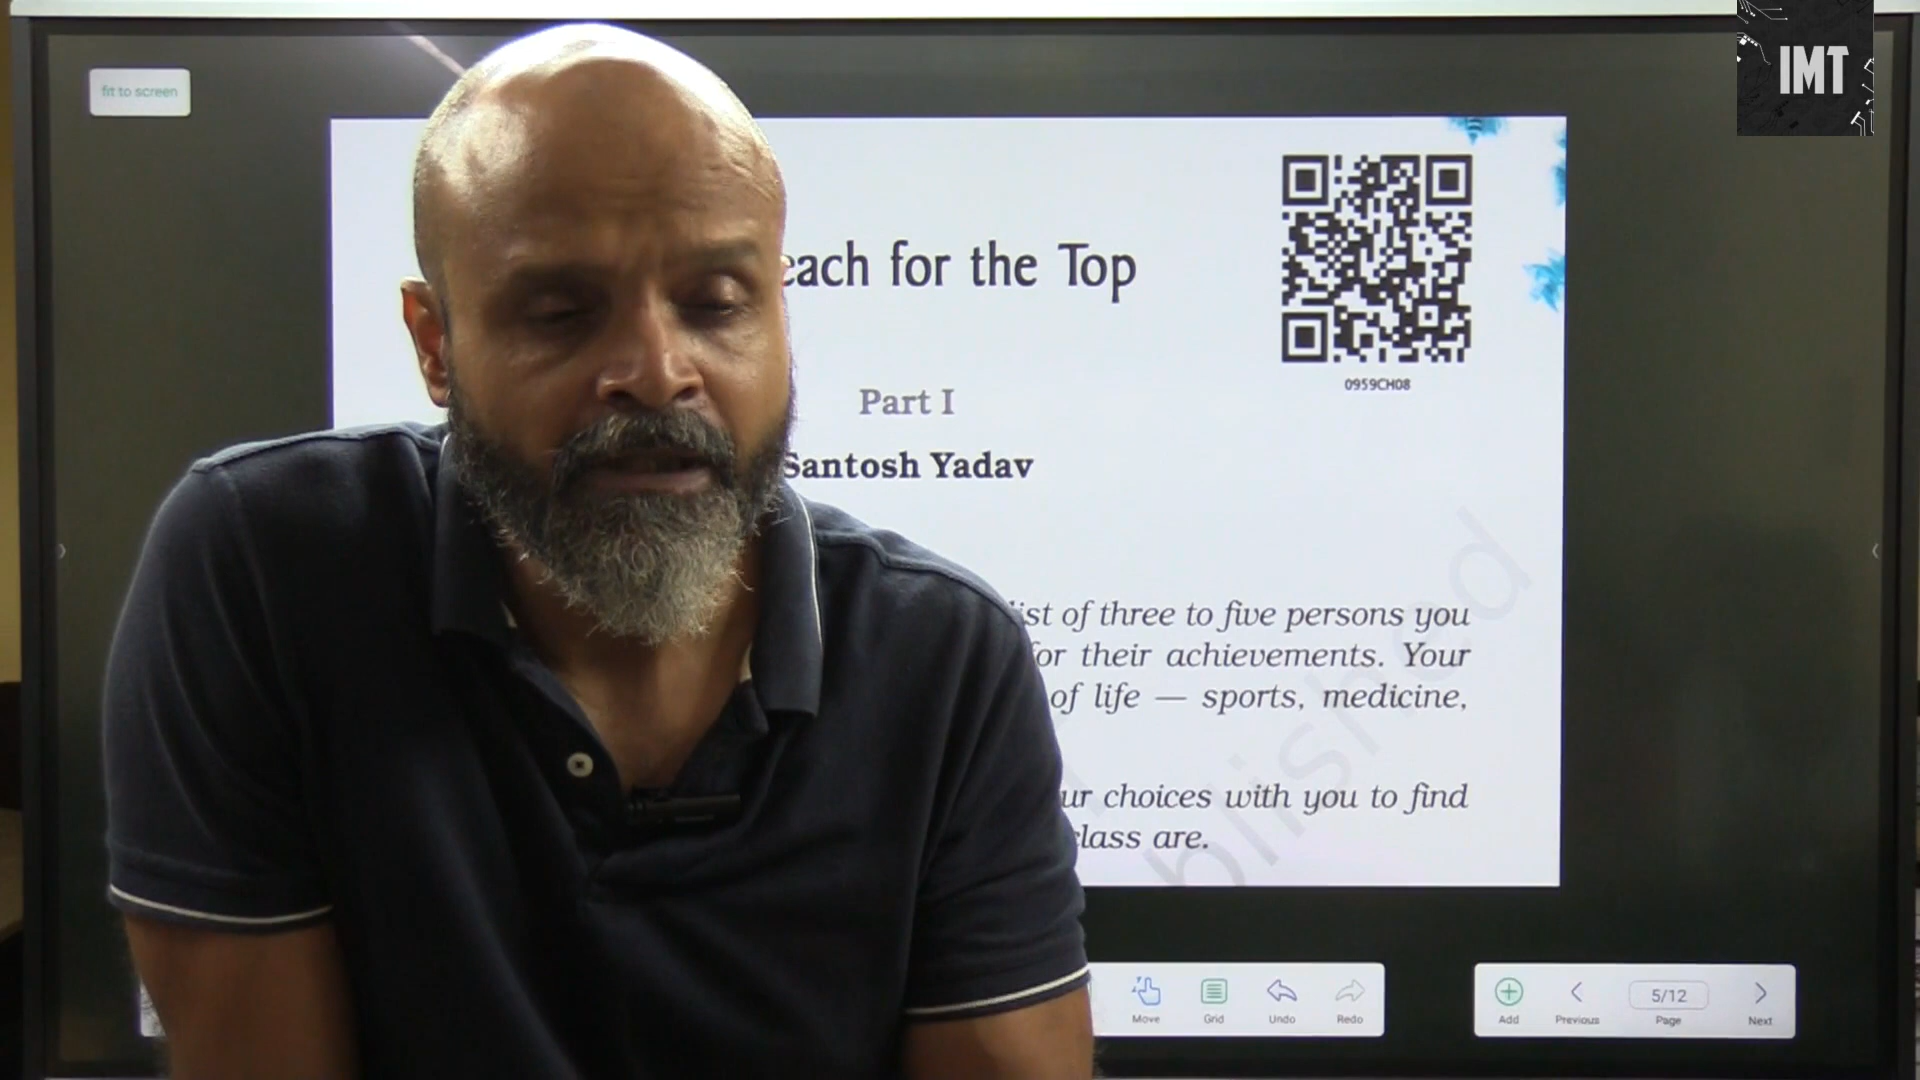 fit to screen
IMT
each for the Top
0959CH08
Part I
Santosh Yadav
list of three to five persons you
for their achievements. Your
of life — sports, medicine,
ur choices with you to find
class are.
blished
Move Grid Undo Redo
Add Previous 5/12 Page Next